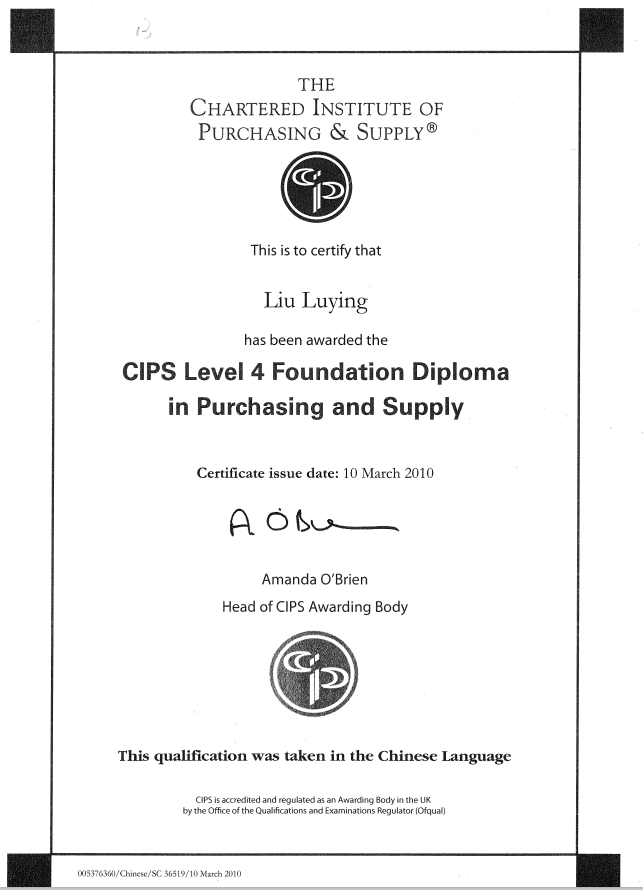 THE
CHARTERED INSTITUTE OF
PURCHASING & SUPPLY®
This is to certify that
Liu Luying
has been awarded the
CIPS Level 4 Foundation Diploma
in Purchasing and Supply
Certificate issue date: 10 March 2010
A O'Brien
Amanda O'Brien
Head of CIPS Awarding Body
This qualification was taken in the Chinese Language
CIPS is accredited and regulated as an Awarding Body in the UK
by the Office of the Qualifications and Examinations Regulator (Ofqual)
005376360/Chinese/SC 36519/10 March 2010